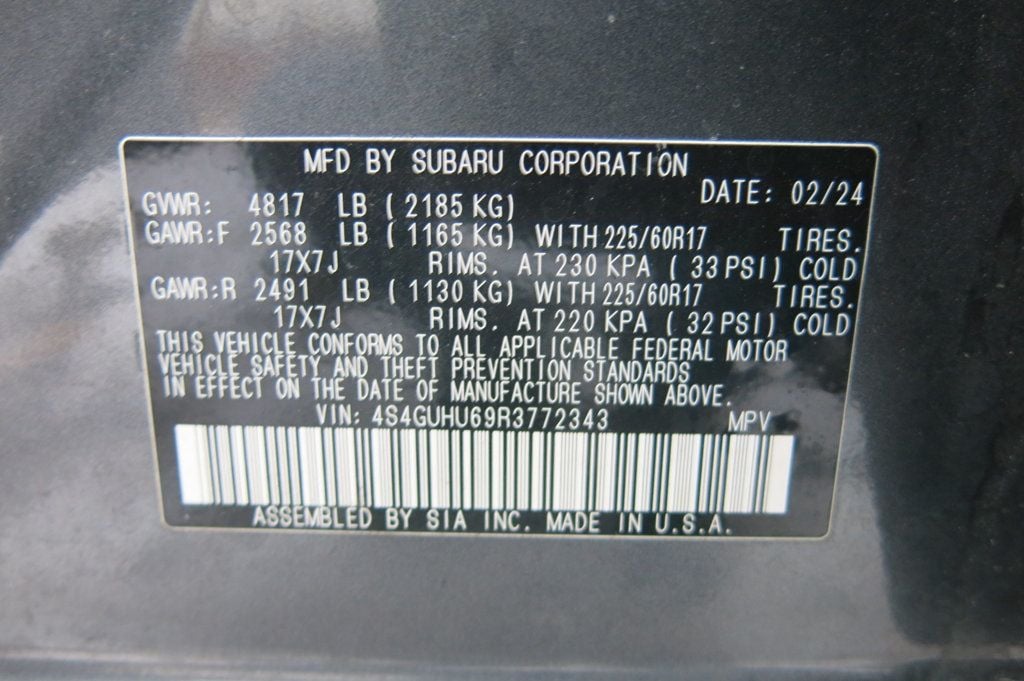 MFD BY SUBARU CORPORATION
DATE: 02/24
GVWR: 4817 LB ( 2185 KG)
GAWR:F 2568 LB ( 1165 KG) WITH 225/60R17 TIRES.
17X7J RIMS. AT 230 KPA ( 33 PSI) COLD
GAWR:R 2491 LB ( 1130 KG) WITH 225/60R17 TIRES.
17X7J RIMS. AT 220 KPA ( 32 PSI) COLD
THIS VEHICLE CONFORMS TO ALL APPLICABLE FEDERAL MOTOR
VEHICLE SAFETY AND THEFT PREVENTION STANDARDS
IN EFFECT ON THE DATE OF MANUFACTURE SHOWN ABOVE.
VIN: 4S4GUHU69R3772343 MPV
ASSEMBLED BY SIA INC. MADE IN U.S.A.